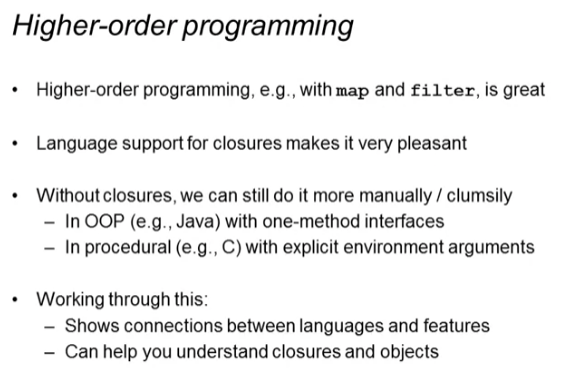 Higher-order programming
• Higher-order programming, e.g., with map and filter, is great
• Language support for closures makes it very pleasant
• Without closures, we can still do it more manually / clumsily
– In OOP (e.g., Java) with one-method interfaces
– In procedural (e.g., C) with explicit environment arguments
• Working through this:
– Shows connections between languages and features
– Can help you understand closures and objects